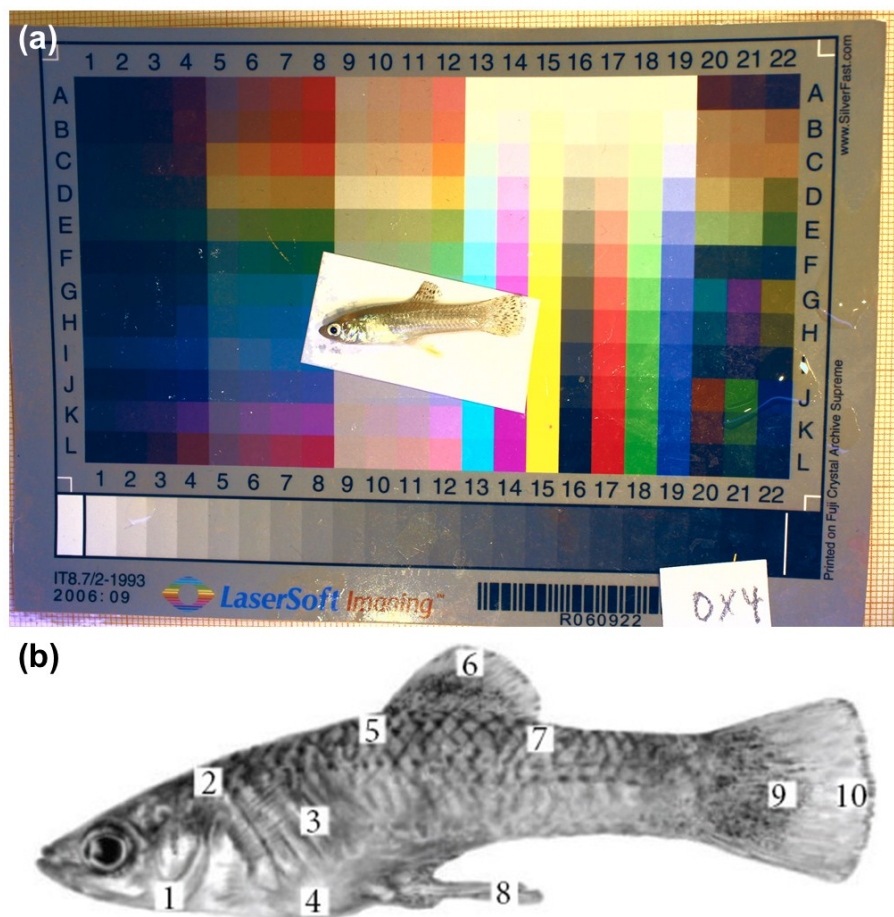 (a)
1 2 3 4 5 6 7 8 9 10 11 12 13 14 15 16 17 18 19 20 21 22
A A
B B
C C
D D
E E
F F
G G
H H
I
J J
K K
L L
1 2 3 4 5 6 7 8 9 10 11 12 13 14 15 16 17 18 19 20 21 22
www.SilverFast.com
Printed on Fuji Crystal Archive Supreme
IT8.7/2-1993
2006:09
LaserSoft Imaging™
R060922
OX4
(b)
1
2
3
4
5
6
7
8
9
10